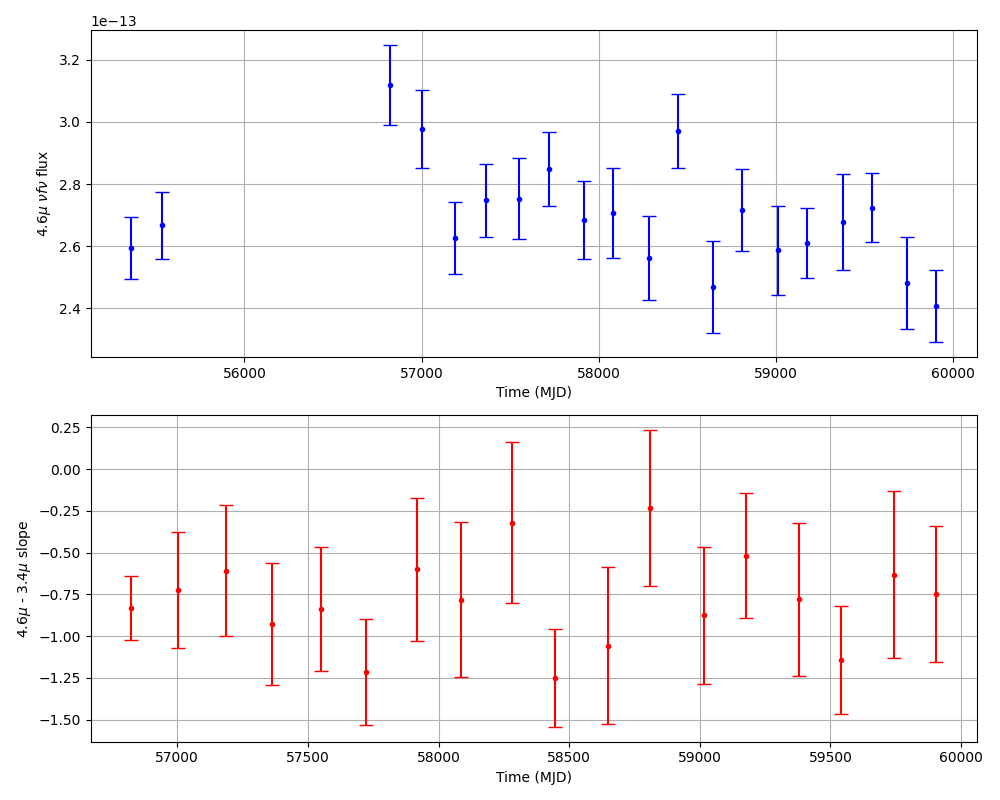 1e−13
3.2
3.0
2.8
2.6
2.4
4.6μ νfν flux
56000 57000 58000 59000 60000
Time (MJD)
0.25
0.00
−0.25
−0.50
−0.75
−1.00
−1.25
−1.50
4.6μ - 3.4μ slope
57000 57500 58000 58500 59000 59500 60000
Time (MJD)